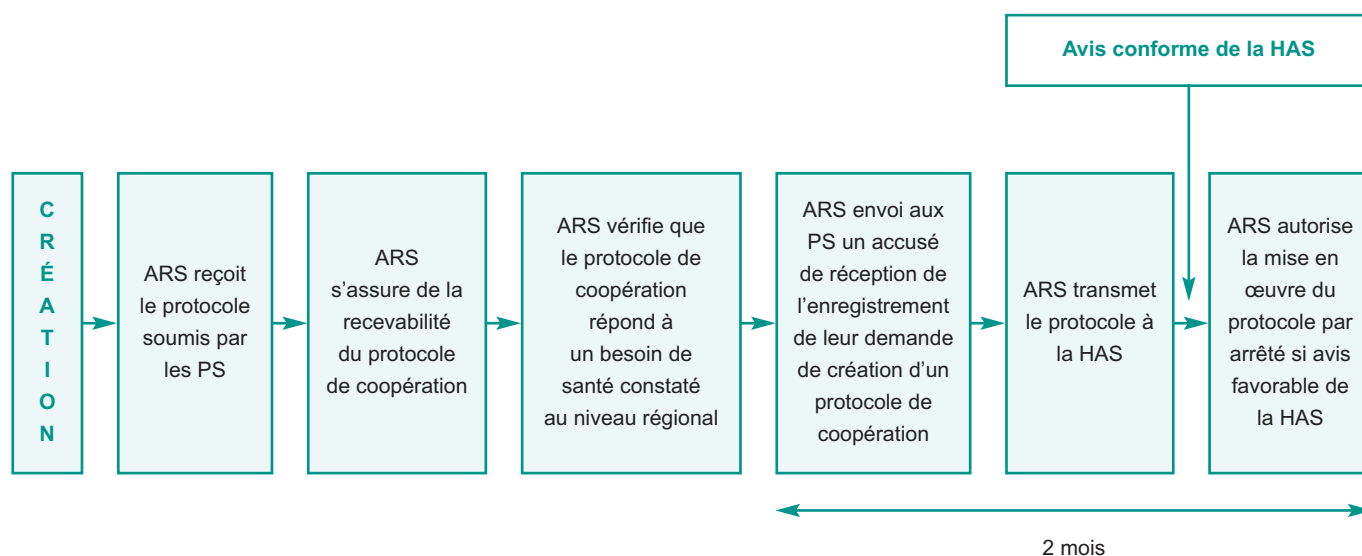 Avis conforme de la HAS
C
R
É
A
T
I
O
N
ARS reçoit
le protocole
soumis par
les PS
ARS
s’assure de la
recevabilité
du protocole
de coopération
ARS vérifie que
le protocole de
coopération
répond à
un besoin de
santé constaté
au niveau régional
ARS envoi aux
PS un accusé
de réception de
l’enregistrement
de leur demande
de création d’un
protocole de
coopération
ARS transmet
le protocole à
la HAS
ARS autorise
la mise en
œuvre du
protocole par
arrêté si avis
favorable de
la HAS
2 mois